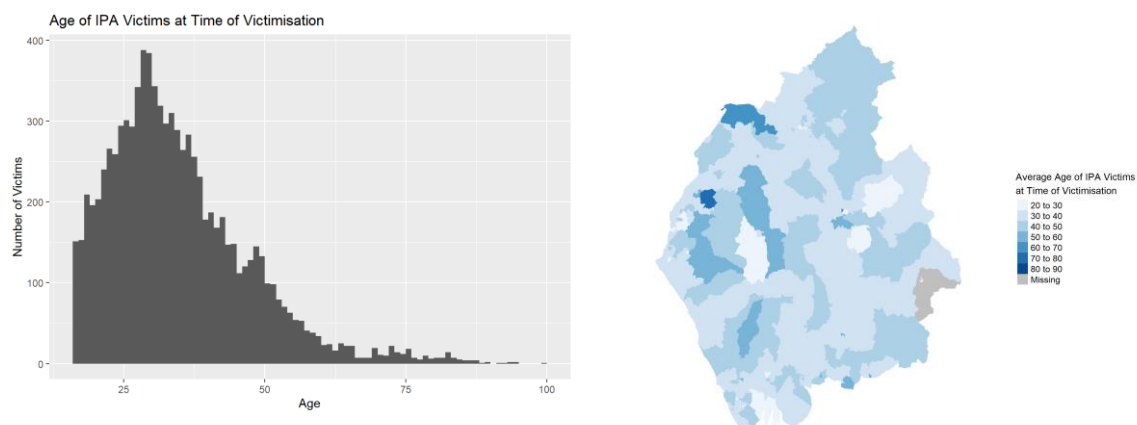 Age of IPA Victims at Time of Victimisation
400
300
200
100
0
Number of Victims
25
50
75
100
Age
Average Age of IPA Victims
at Time of Victimisation
20 to 30
30 to 40
40 to 50
50 to 60
60 to 70
70 to 80
80 to 90
Missing